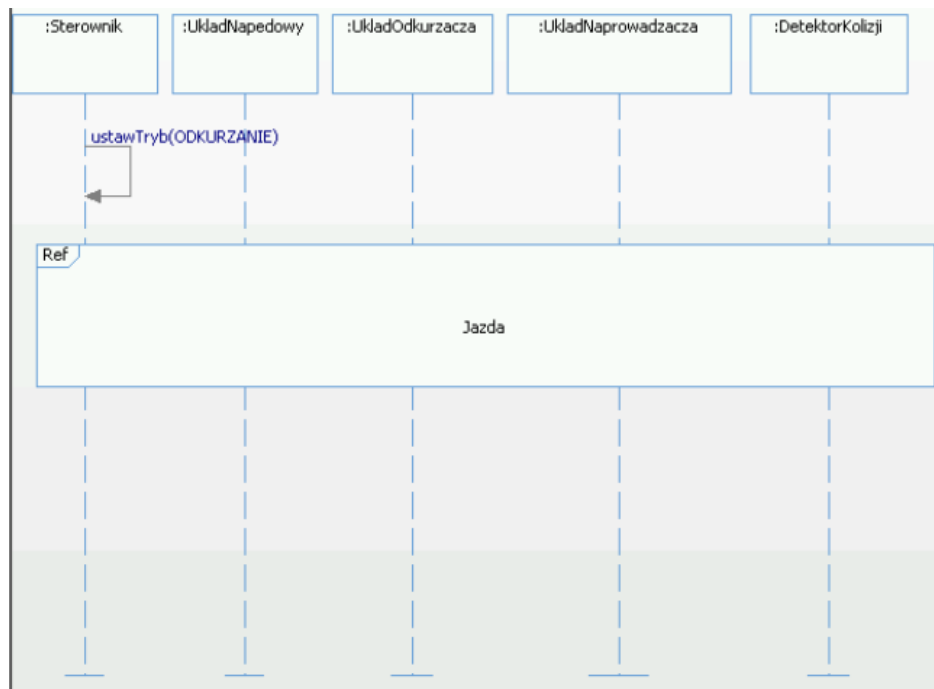 :Sterownik
:UkladNapedowy
:UkladOdkurzacza
:UkladNaprowadzacza
:DetektorKolizji
ustawTryb(ODKURZANIE)
Ref
Jazda